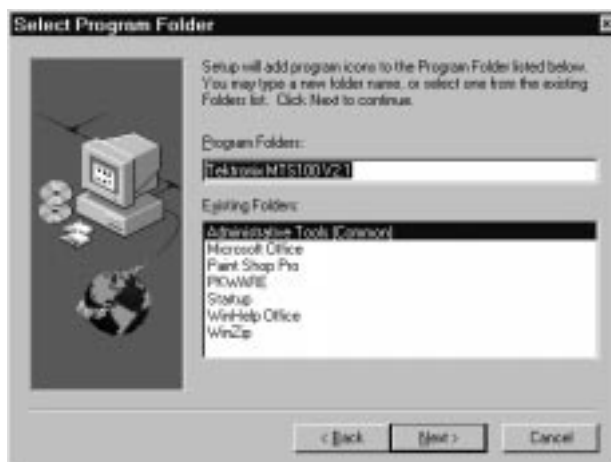 Select Program Folder
Setup will add program icons to the Program Folder listed below.
You may type a new folder name, or select one from the existing
Folders list. Click Next to continue.
Program Folders:
Tektronix MTS100 V2.1
Existing Folders:
Administrative Tools (Common)
Microsoft Office
Paint Shop Pro
PKWARE
Startup
WinHelp Office
WinZip
< Back
Next >
Cancel